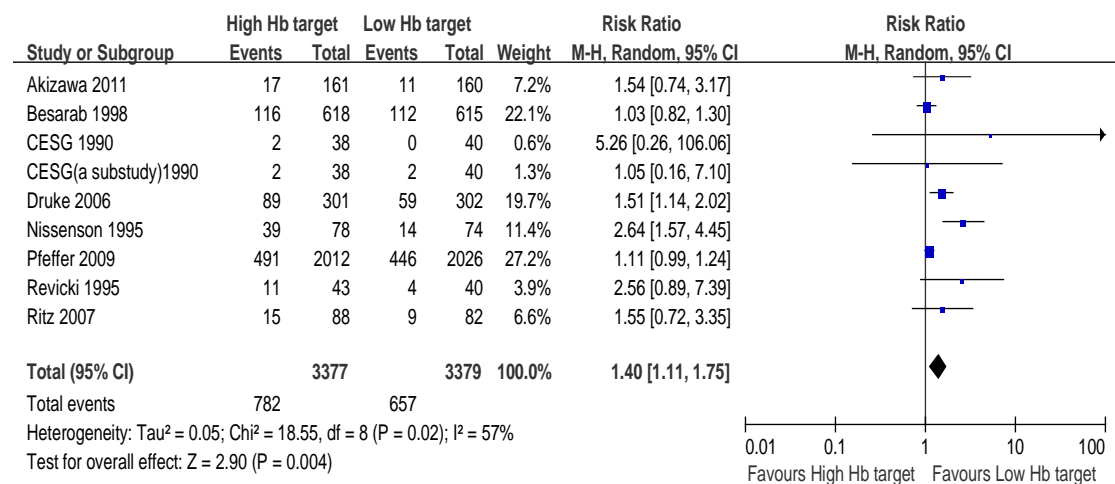 High Hb target Low Hb target Risk Ratio Risk Ratio
Study or Subgroup Events Total Events Total Weight M-H, Random, 95% CI M-H, Random, 95% CI
Akizawa 2011 17 161 11 160 7.2% 1.54 [0.74, 3.17]
Besarab 1998 116 618 112 615 22.1% 1.03 [0.82, 1.30]
CESG 1990 2 38 0 40 0.6% 5.26 [0.26, 106.06]
CESG(a substudy)1990 2 38 2 40 1.3% 1.05 [0.16, 7.10]
Druke 2006 89 301 59 302 19.7% 1.51 [1.14, 2.02]
Nissenson 1995 39 78 14 74 11.4% 2.64 [1.57, 4.45]
Pfeffer 2009 491 2012 446 2026 27.2% 1.11 [0.99, 1.24]
Revicki 1995 11 43 4 40 3.9% 2.56 [0.89, 7.39]
Ritz 2007 15 88 9 82 6.6% 1.55 [0.72, 3.35]
Total (95% CI) 3377 3379 100.0% 1.40 [1.11, 1.75]
Total events 782 657
Heterogeneity: Tau² = 0.05; Chi² = 18.55, df = 8 (P = 0.02); I² = 57%
Test for overall effect: Z = 2.90 (P = 0.004)
0.01 0.1 1 10 100
Favours High Hb target Favours Low Hb target